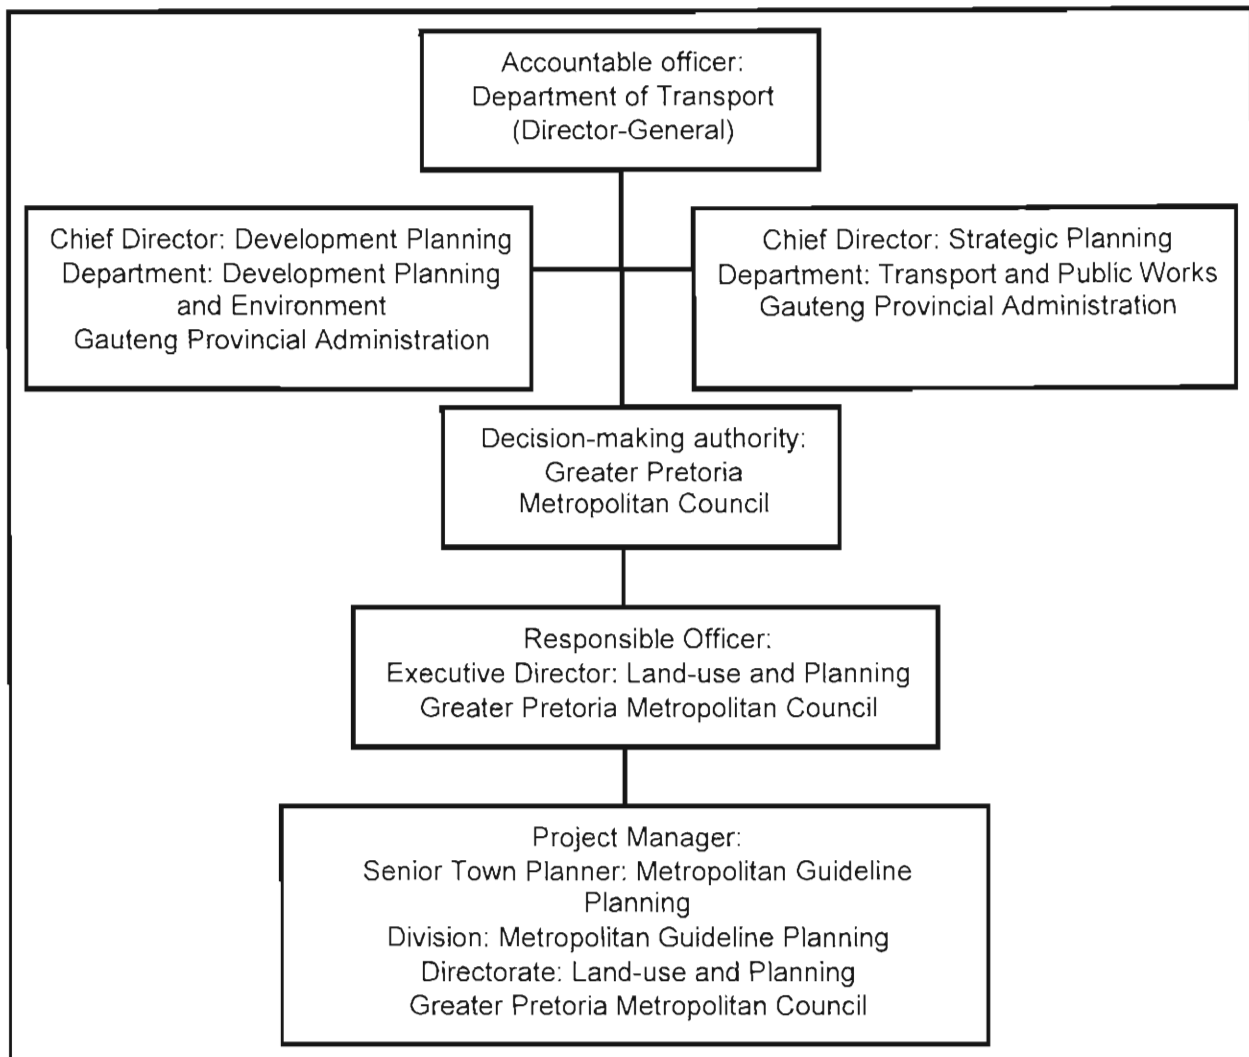 Accountable officer:
Department of Transport
(Director-General)
Chief Director: Development Planning
Department: Development Planning
and Environment
Gauteng Provincial Administration
Chief Director: Strategic Planning
Department: Transport and Public Works
Gauteng Provincial Administration
Decision-making authority:
Greater Pretoria
Metropolitan Council
Responsible Officer:
Executive Director: Land-use and Planning
Greater Pretoria Metropolitan Council
Project Manager:
Senior Town Planner: Metropolitan Guideline
Planning
Division: Metropolitan Guideline Planning
Directorate: Land-use and Planning
Greater Pretoria Metropolitan Council